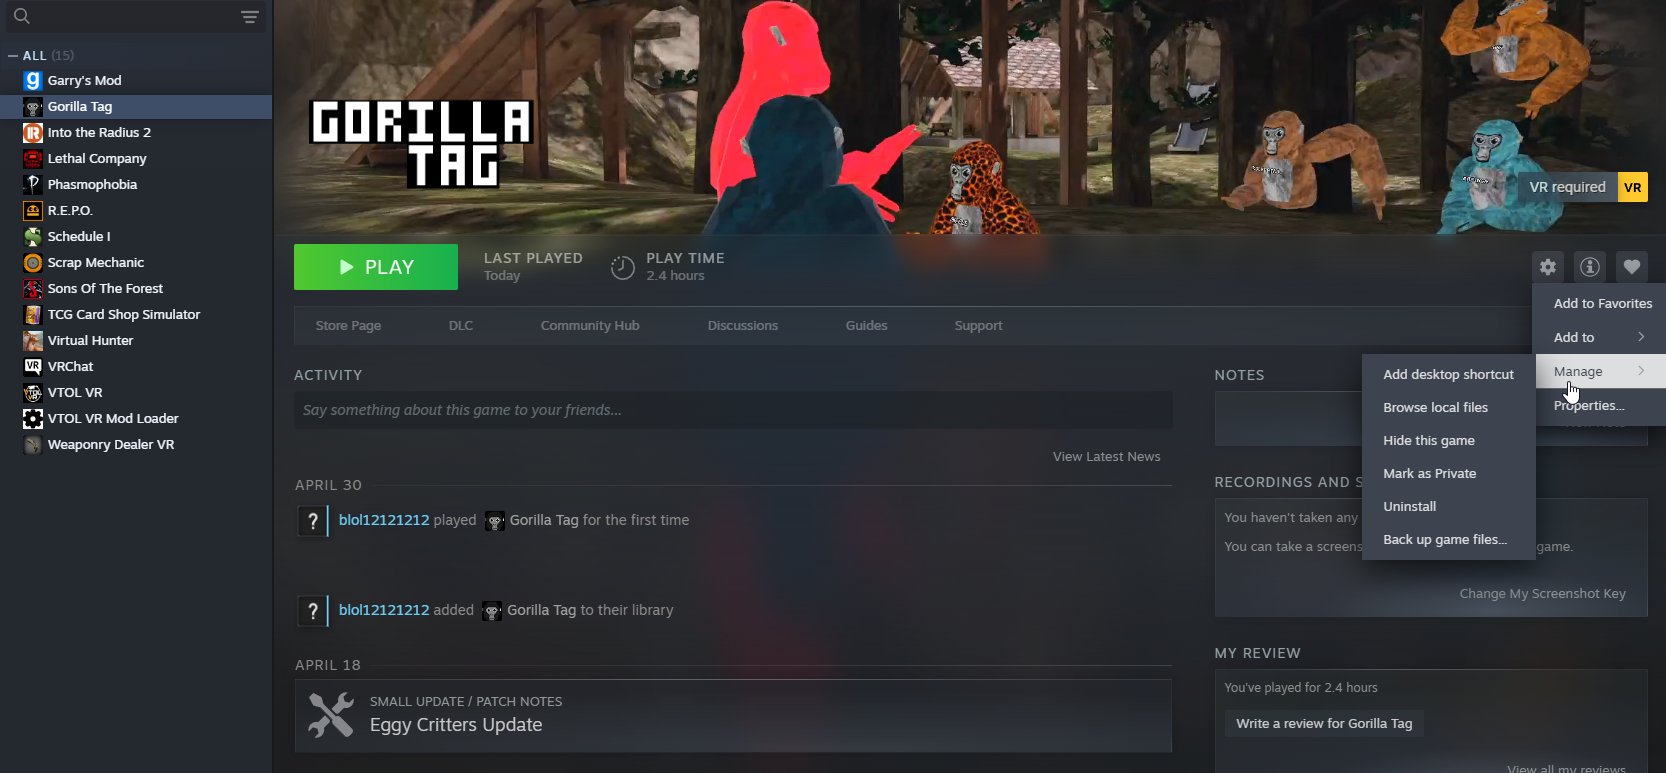 ALL (15)
Garry's Mod
Gorilla Tag
Into the Radius 2
Lethal Company
Phasmophobia
R.E.P.O.
Schedule I
Scrap Mechanic
Sons Of The Forest
TCG Card Shop Simulator
Virtual Hunter
VRChat
VTOL VR
VTOL VR Mod Loader
Weaponry Dealer VR
GORILLA
TAG
VR required VR
PLAY
LAST PLAYED
Today
PLAY TIME
2.4 hours
Add to Favorites
Add to
Manage
Properties...
Add desktop shortcut
Browse local files
Hide this game
Mark as Private
Uninstall
Back up game files...
Store Page DLC Community Hub Discussions Guides Support
ACTIVITY
Say something about this game to your friends...
View Latest News
APRIL 30
blol12121212 played Gorilla Tag for the first time
blol12121212 added Gorilla Tag to their library
APRIL 18
SMALL UPDATE / PATCH NOTES
Eggy Critters Update
NOTES
RECORDINGS AND S
You haven't taken any
You can take a screens game.
Change My Screenshot Key
MY REVIEW
You've played for 2.4 hours
Write a review for Gorilla Tag
View all my reviews